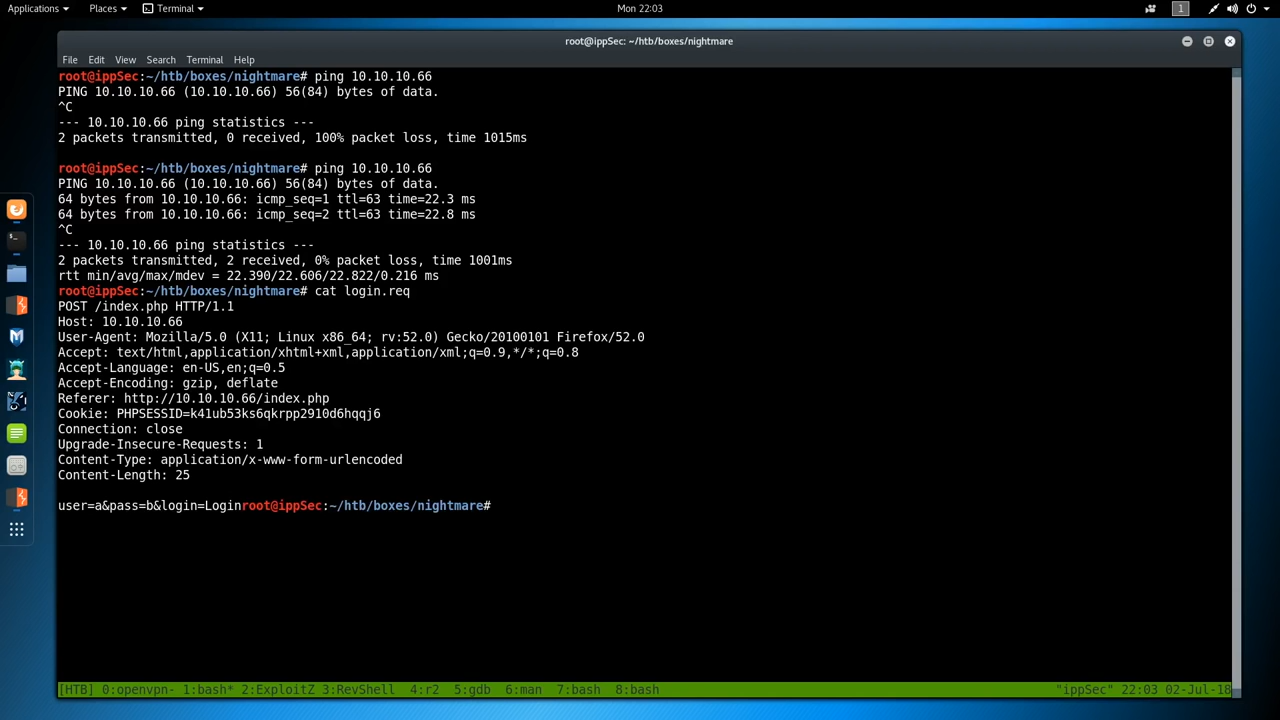 Applications Places Terminal Mon 22:03 1
root@ippSec: ~/htb/boxes/nightmare
File Edit View Search Terminal Help
root@ippSec:~/htb/boxes/nightmare# ping 10.10.10.66
PING 10.10.10.66 (10.10.10.66) 56(84) bytes of data.
^C
--- 10.10.10.66 ping statistics ---
2 packets transmitted, 0 received, 100% packet loss, time 1015ms
root@ippSec:~/htb/boxes/nightmare# ping 10.10.10.66
PING 10.10.10.66 (10.10.10.66) 56(84) bytes of data.
64 bytes from 10.10.10.66: icmp_seq=1 ttl=63 time=22.3 ms
64 bytes from 10.10.10.66: icmp_seq=2 ttl=63 time=22.8 ms
^C
--- 10.10.10.66 ping statistics ---
2 packets transmitted, 2 received, 0% packet loss, time 1001ms
rtt min/avg/max/mdev = 22.390/22.606/22.822/0.216 ms
root@ippSec:~/htb/boxes/nightmare# cat login.req
POST /index.php HTTP/1.1
Host: 10.10.10.66
User-Agent: Mozilla/5.0 (X11; Linux x86_64; rv:52.0) Gecko/20100101 Firefox/52.0
Accept: text/html,application/xhtml+xml,application/xml;q=0.9,*/*;q=0.8
Accept-Language: en-US,en;q=0.5
Accept-Encoding: gzip, deflate
Referer: http://10.10.10.66/index.php
Cookie: PHPSESSID=k41ub53ks6qkrpp2910d6hqqj6
Connection: close
Upgrade-Insecure-Requests: 1
Content-Type: application/x-www-form-urlencoded
Content-Length: 25
user=a&pass=b&login=Loginroot@ippSec:~/htb/boxes/nightmare#
[HTB] 0:openvpn- 1:bash* 2:ExploitZ 3:RevShell 4:r2 5:gdb 6:man 7:bash 8:bash "ippSec" 22:03 02-Jul-18